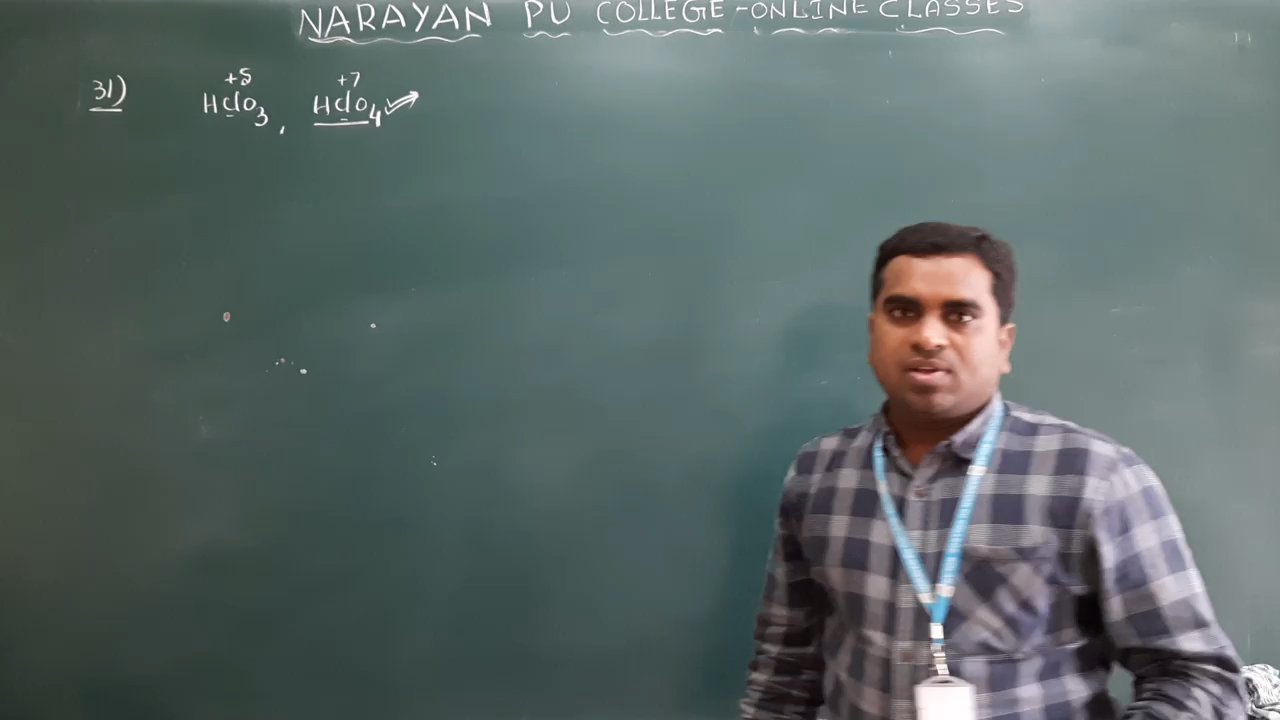 NARAYAN PU COLLEGE - ONLINE CLASSES
31) +5 +7
HClO3, HClO4